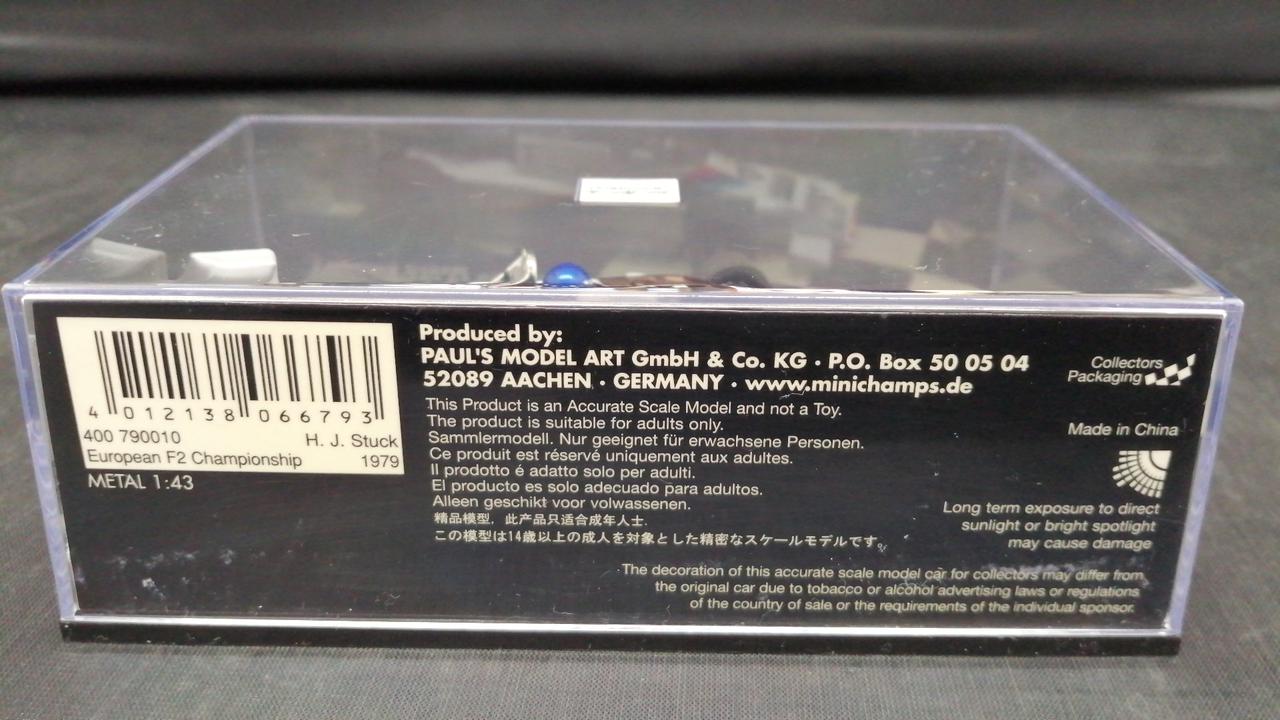 4 012138 066793
400 790010 H. J. Stuck
European F2 Championship 1979
METAL 1:43
Produced by:
PAUL'S MODEL ART GmbH & Co. KG · P.O. Box 50 05 04
52089 AACHEN · GERMANY · www.minichamps.de
This Product is an Accurate Scale Model and not a Toy.
The product is suitable for adults only.
Sammlermodell. Nur geeignet für erwachsene Personen.
Ce produit est réservé uniquement aux adultes.
Il prodotto é adatto solo per adulti.
El producto es solo adecuado para adultos.
Alleen geschikt voor volwassenen.
精品模型，此产品只适合成年人士.
この模型は14歳以上の成人を対象とした精密なスケールモデルです。
Collectors
Packaging
Made in China
Long term exposure to direct
sunlight or bright spotlight
may cause damage
The decoration of this accurate scale model car for collectors may differ from
the original car due to tobacco or alcohol advertising laws or regulations
of the country of sale or the requirements of the individual sponsor.